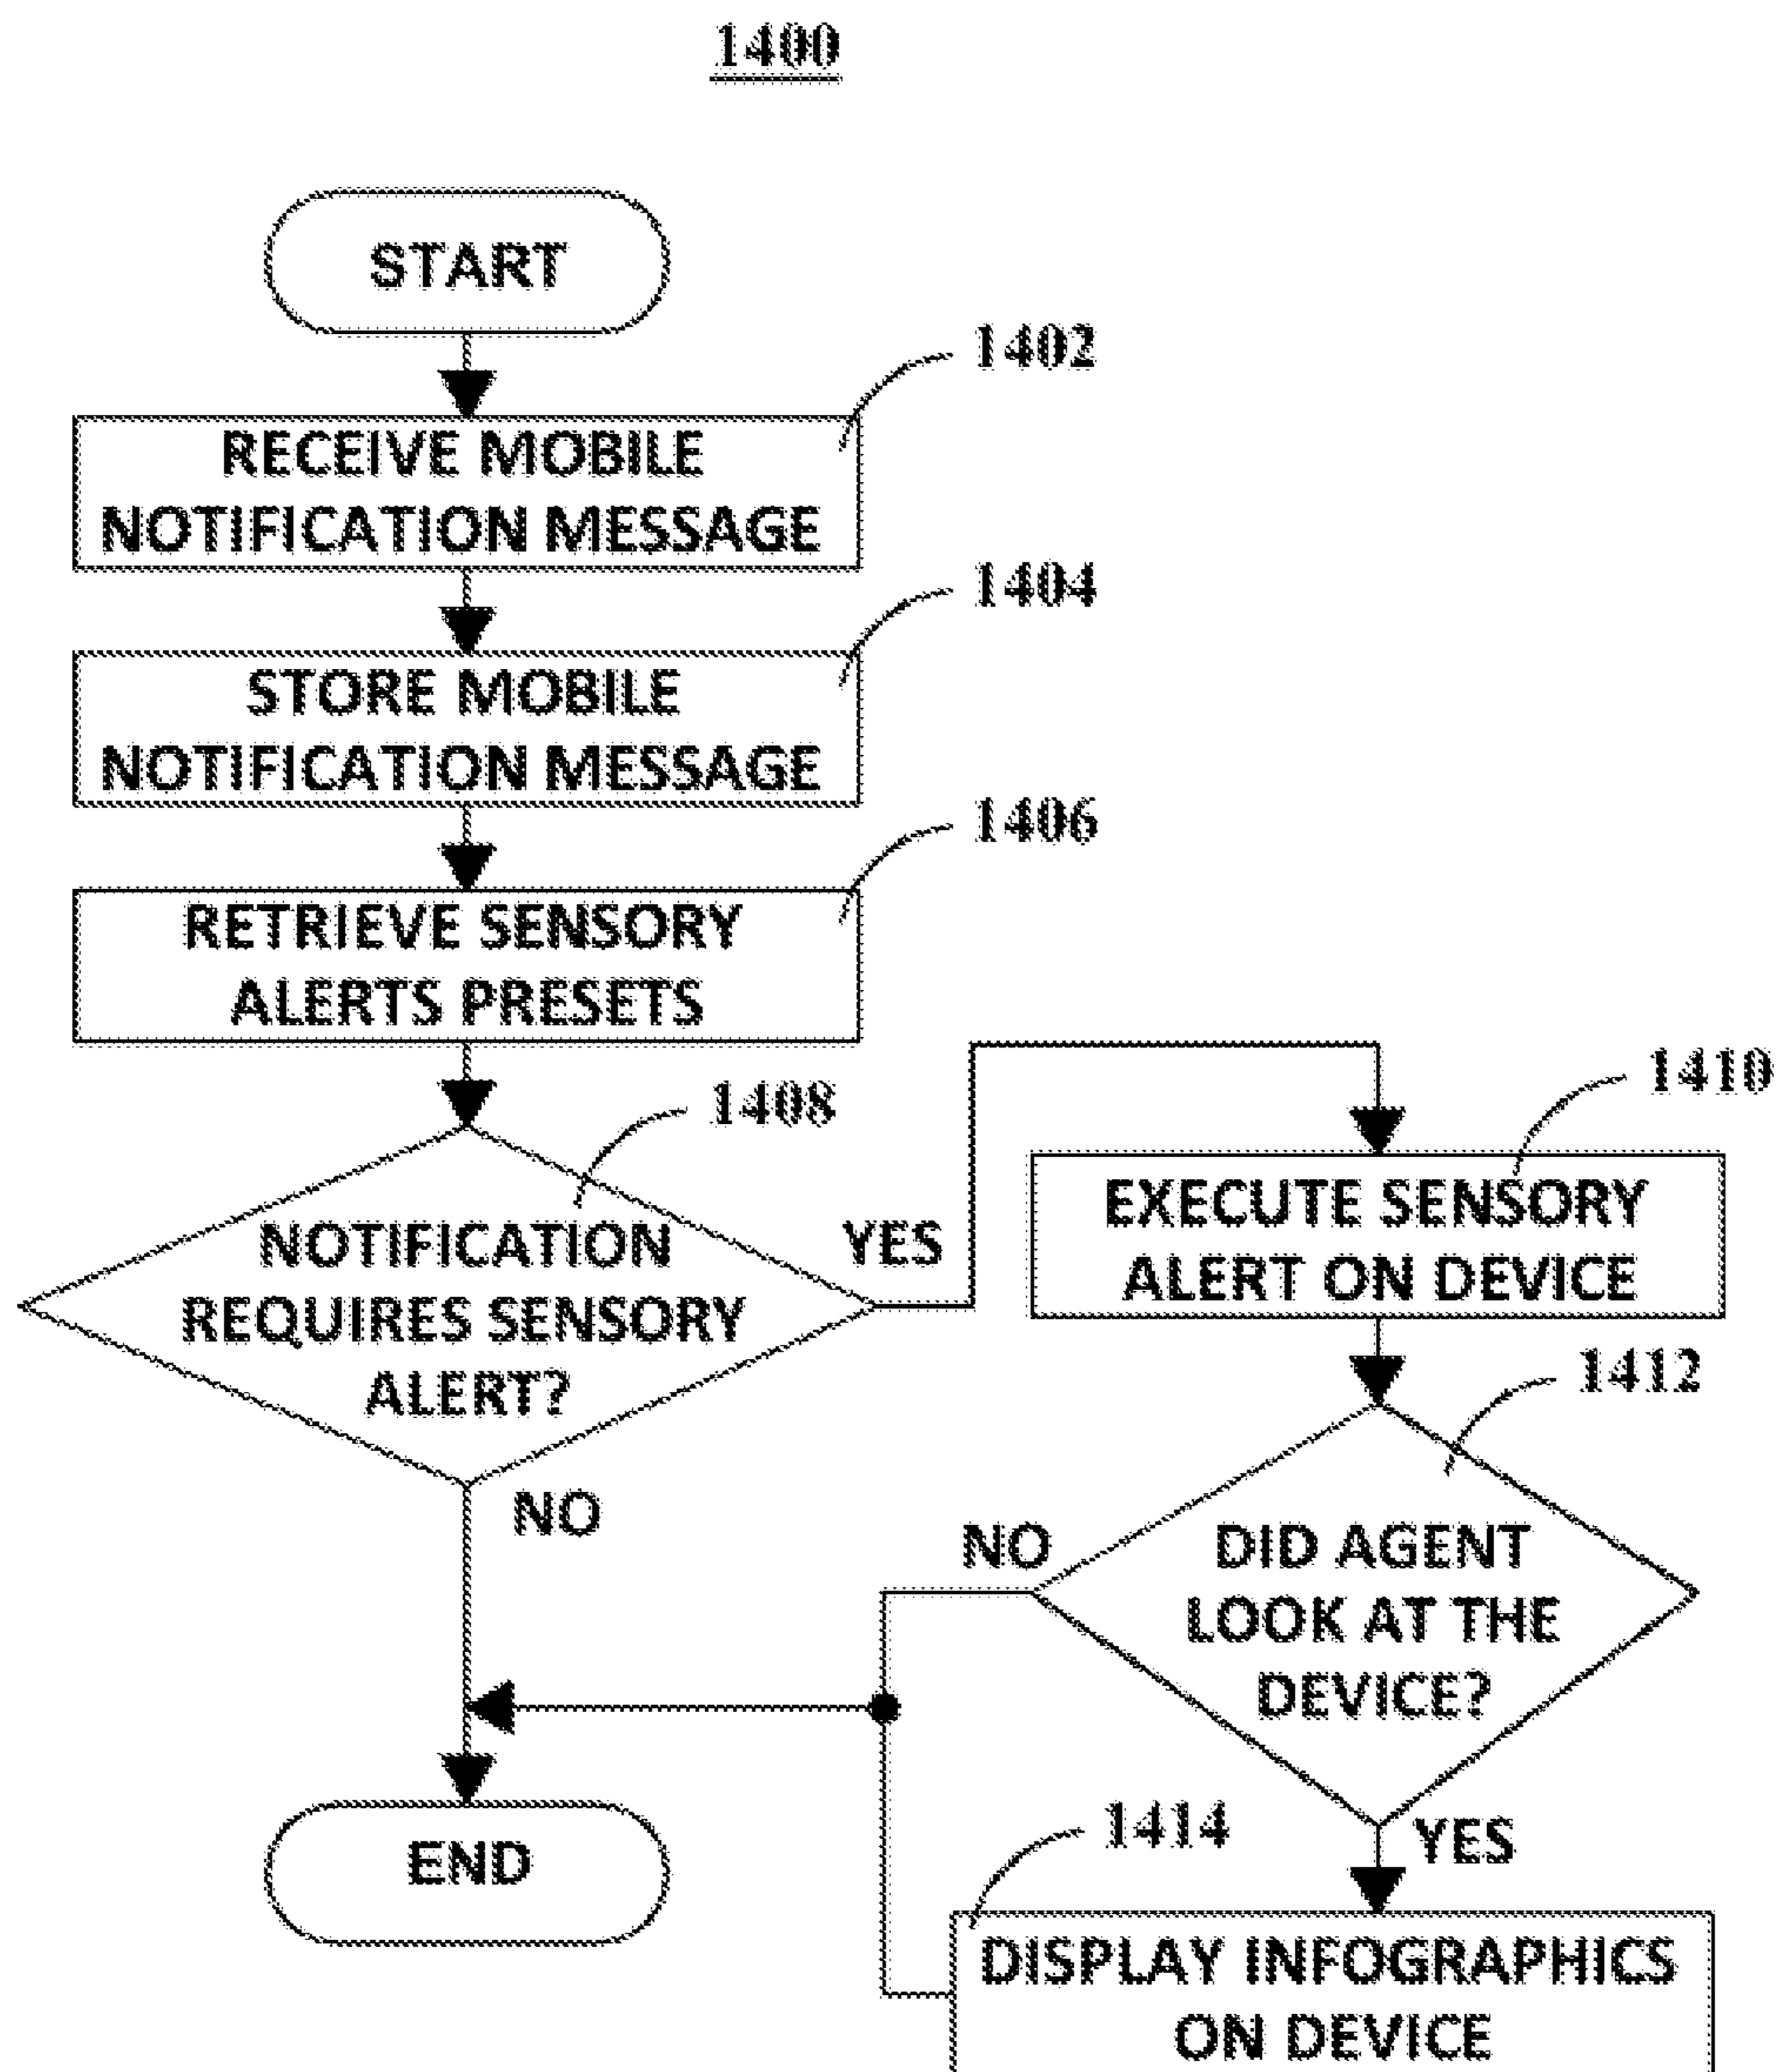 1400
START
1402
RECEIVE MOBILE
NOTIFICATION MESSAGE
1404
STORE MOBILE
NOTIFICATION MESSAGE
1406
RETRIEVE SENSORY
ALERTS PRESETS
1408
NOTIFICATION
REQUIRES SENSORY
ALERT?
YES
NO
1410
EXECUTE SENSORY
ALERT ON DEVICE
1412
DID AGENT
LOOK AT THE
DEVICE?
NO
YES
1414
DISPLAY INFOGRAPHICS
ON DEVICE
END